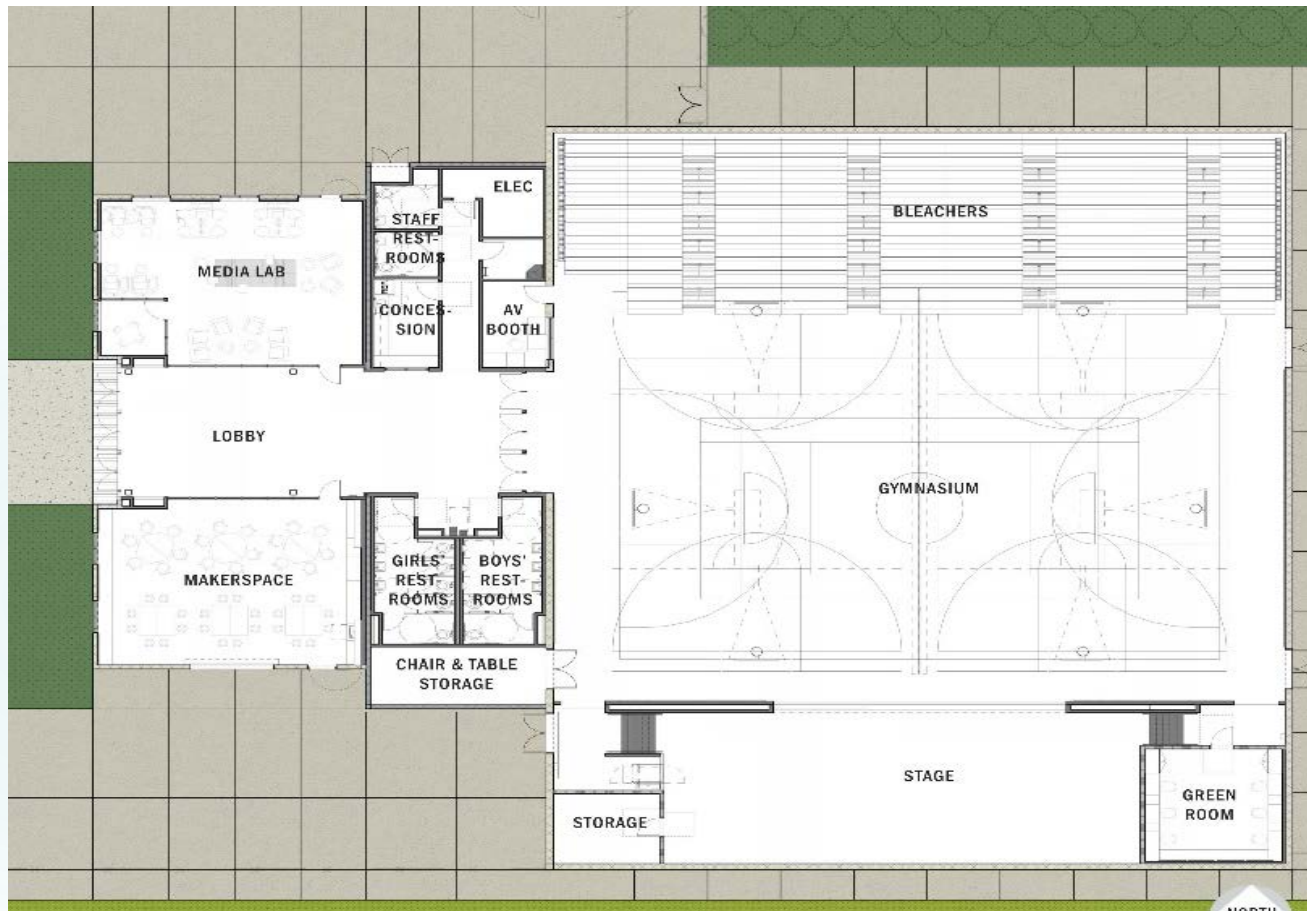 ELEC
STAFF
REST-
ROOMS
BLEACHERS
MEDIA LAB
CONCES-
SION
AV
BOOTH
LOBBY
GYMNASIUM
MAKERSPACE
GIRLS'
REST-
ROOMS
BOYS'
REST-
ROOMS
CHAIR & TABLE
STORAGE
STAGE
STORAGE
GREEN
ROOM
NORTH